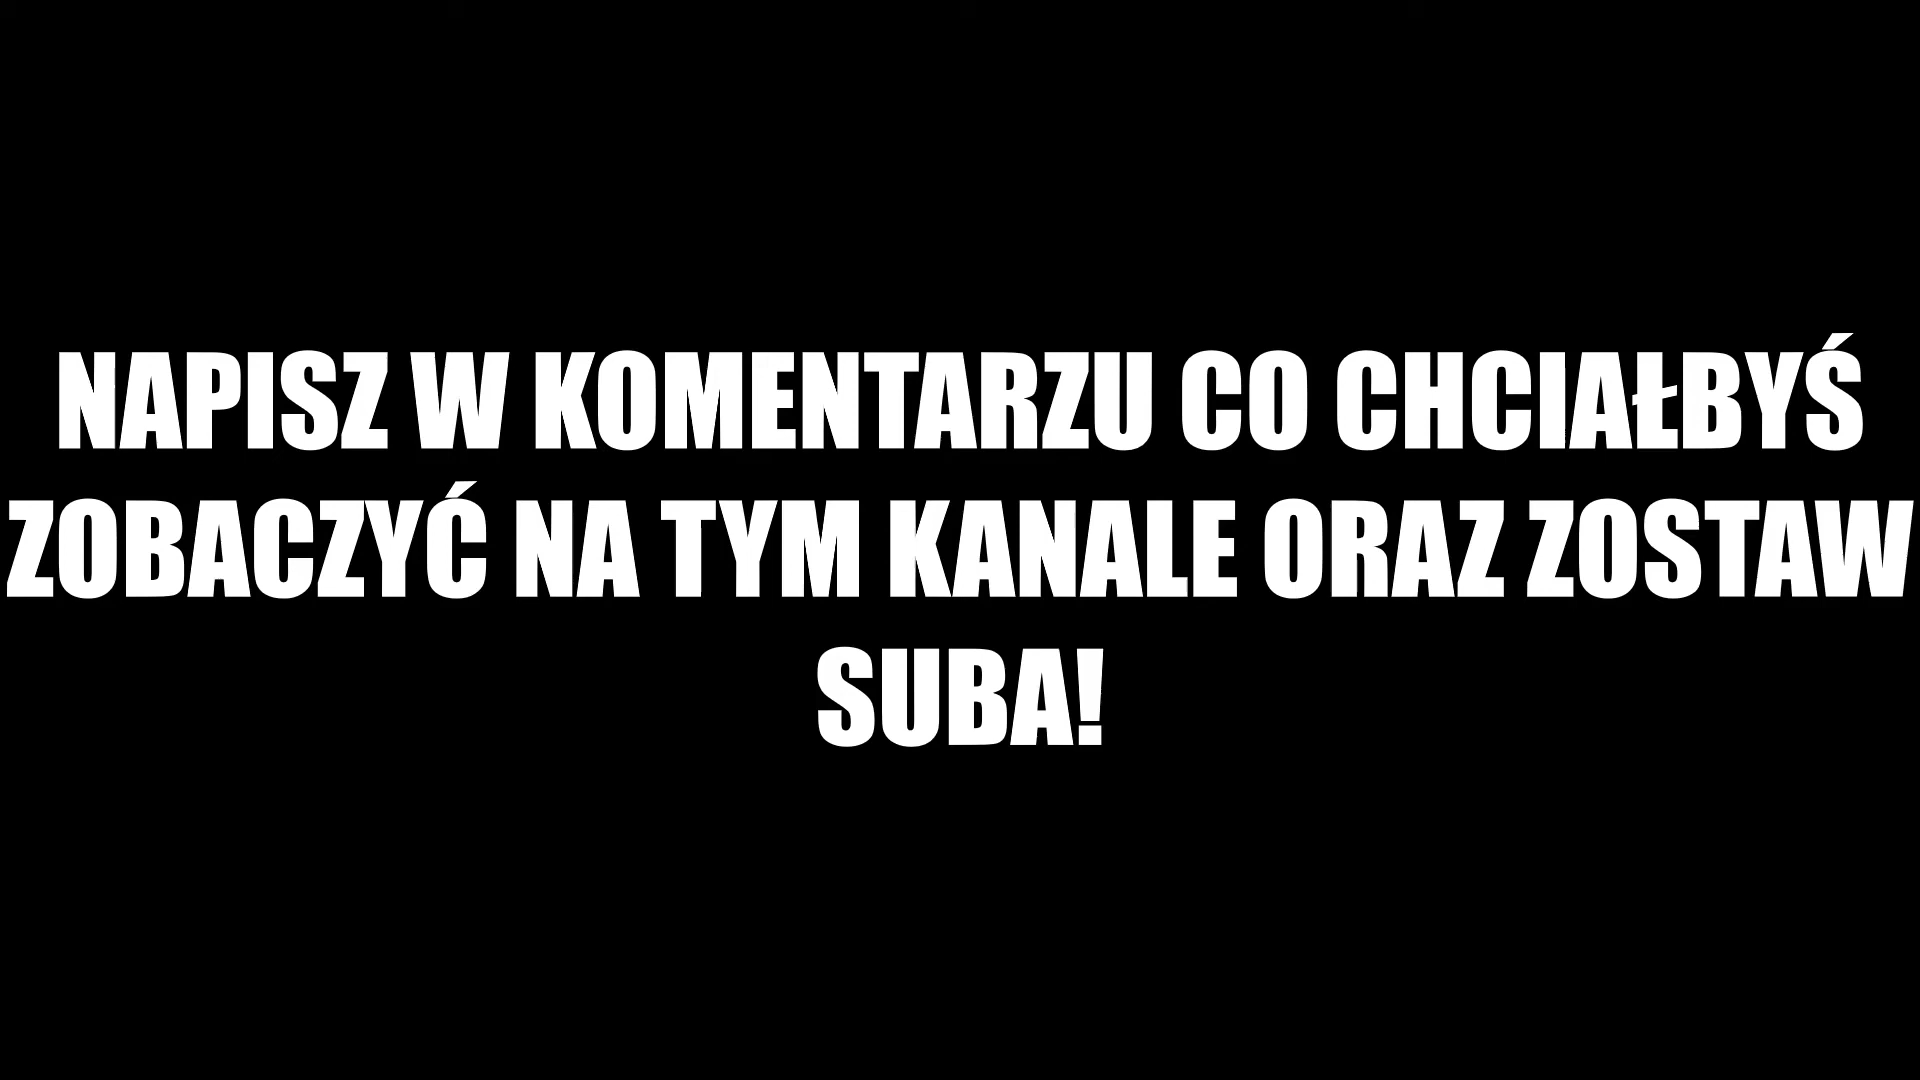 NAPISZ W KOMENTARZU CO CHCIAŁBYŚ
ZOBACZYĆ NA TYM KANALE ORAZ ZOSTAW
SUBA!